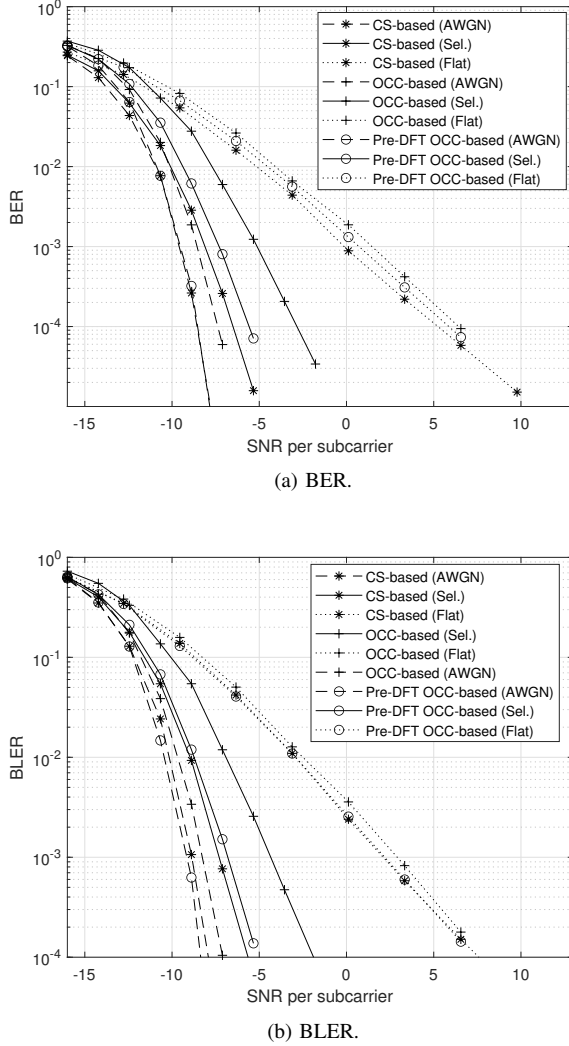 10^0
10^-1
10^-2
10^-3
10^-4
BER
CS-based (AWGN)
CS-based (Sel.)
CS-based (Flat)
OCC-based (AWGN)
OCC-based (Sel.)
OCC-based (Flat)
Pre-DFT OCC-based (AWGN)
Pre-DFT OCC-based (Sel.)
Pre-DFT OCC-based (Flat)
-15 -10 -5 0 5 10
SNR per subcarrier
(a) BER.
10^0
10^-1
10^-2
10^-3
10^-4
BLER
CS-based (AWGN)
CS-based (Sel.)
CS-based (Flat)
OCC-based (Sel.)
OCC-based (Flat)
OCC-based (AWGN)
Pre-DFT OCC-based (AWGN)
Pre-DFT OCC-based (Sel.)
Pre-DFT OCC-based (Flat)
-15 -10 -5 0 5 10
SNR per subcarrier
(b) BLER.